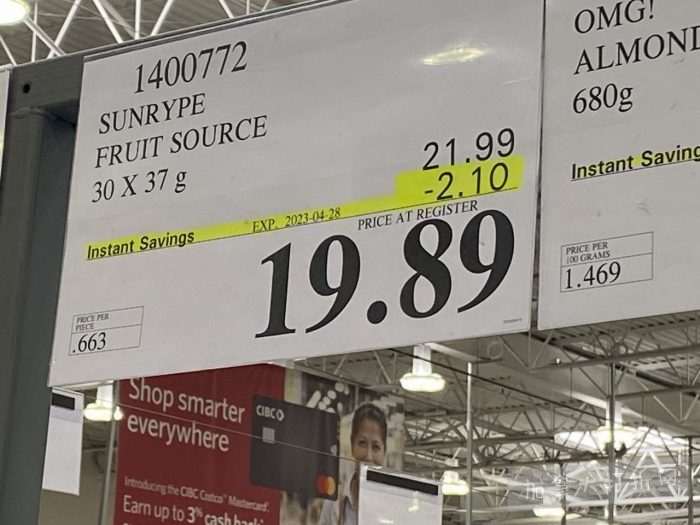 1400772
SUNRYPE
FRUIT SOURCE
30 X 37 g
21.99
-2.10
Instant Savings
EXP. 2023-04-28
PRICE AT REGISTER
19.89
PRICE PER
PIECE
.663
OMG!
ALMON
680g
Instant Saving
PRICE PER
100 GRAMS
1.469
Shop smarter
everywhere
CIBC
Introducing the CIBC Costco Mastercard.
Earn up to 3% cash back